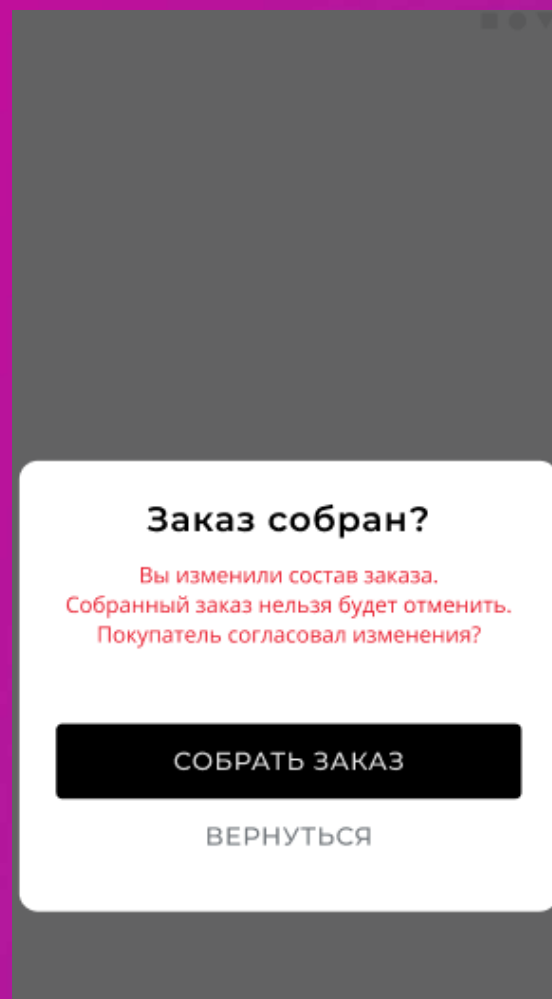 Заказ собран?
Вы изменили состав заказа.
Собранный заказ нельзя будет отменить.
Покупатель согласовал изменения?
СОБРАТЬ ЗАКАЗ
ВЕРНУТЬСЯ